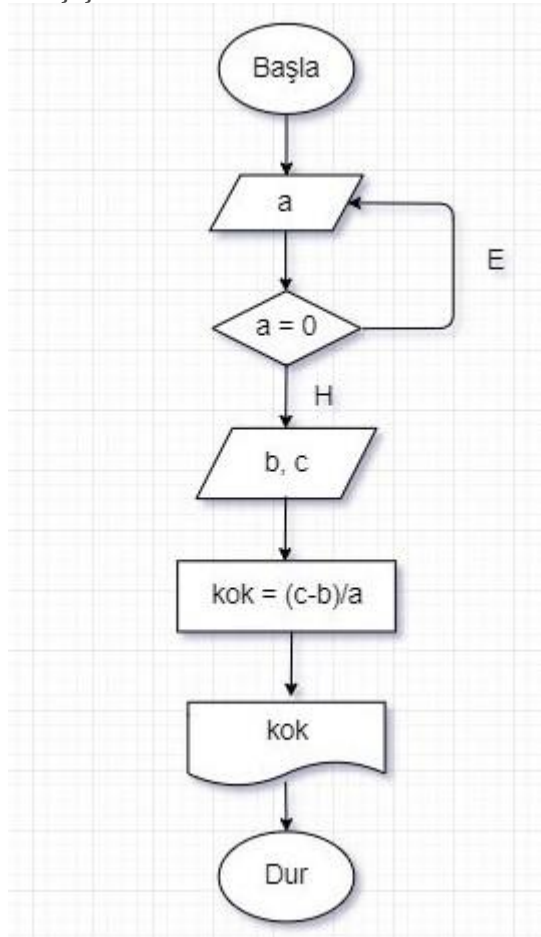 Başla
a
E
a = 0
H
b, c
kok = (c-b)/a
kok
Dur